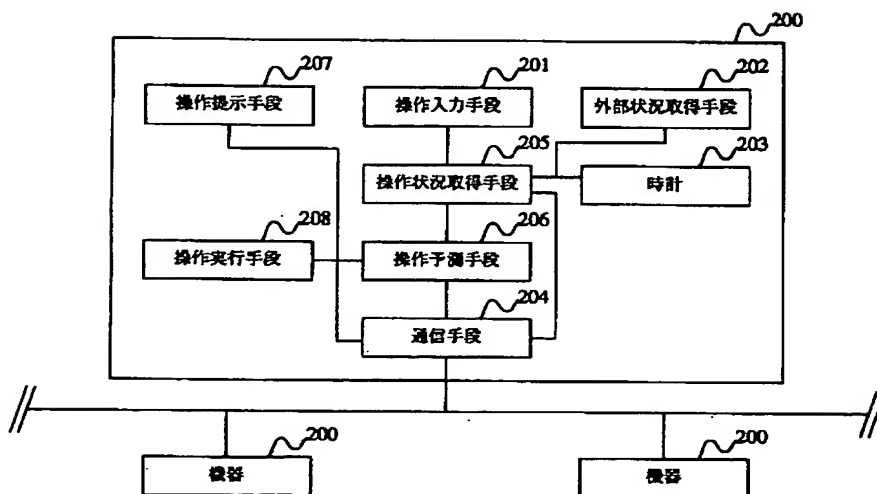 200
207
操作提示手段
201
操作入力手段
202
外部状況取得手段
205
操作状況取得手段
203
時計
208
操作実行手段
206
操作予測手段
204
通信手段
200
機器
200
機器